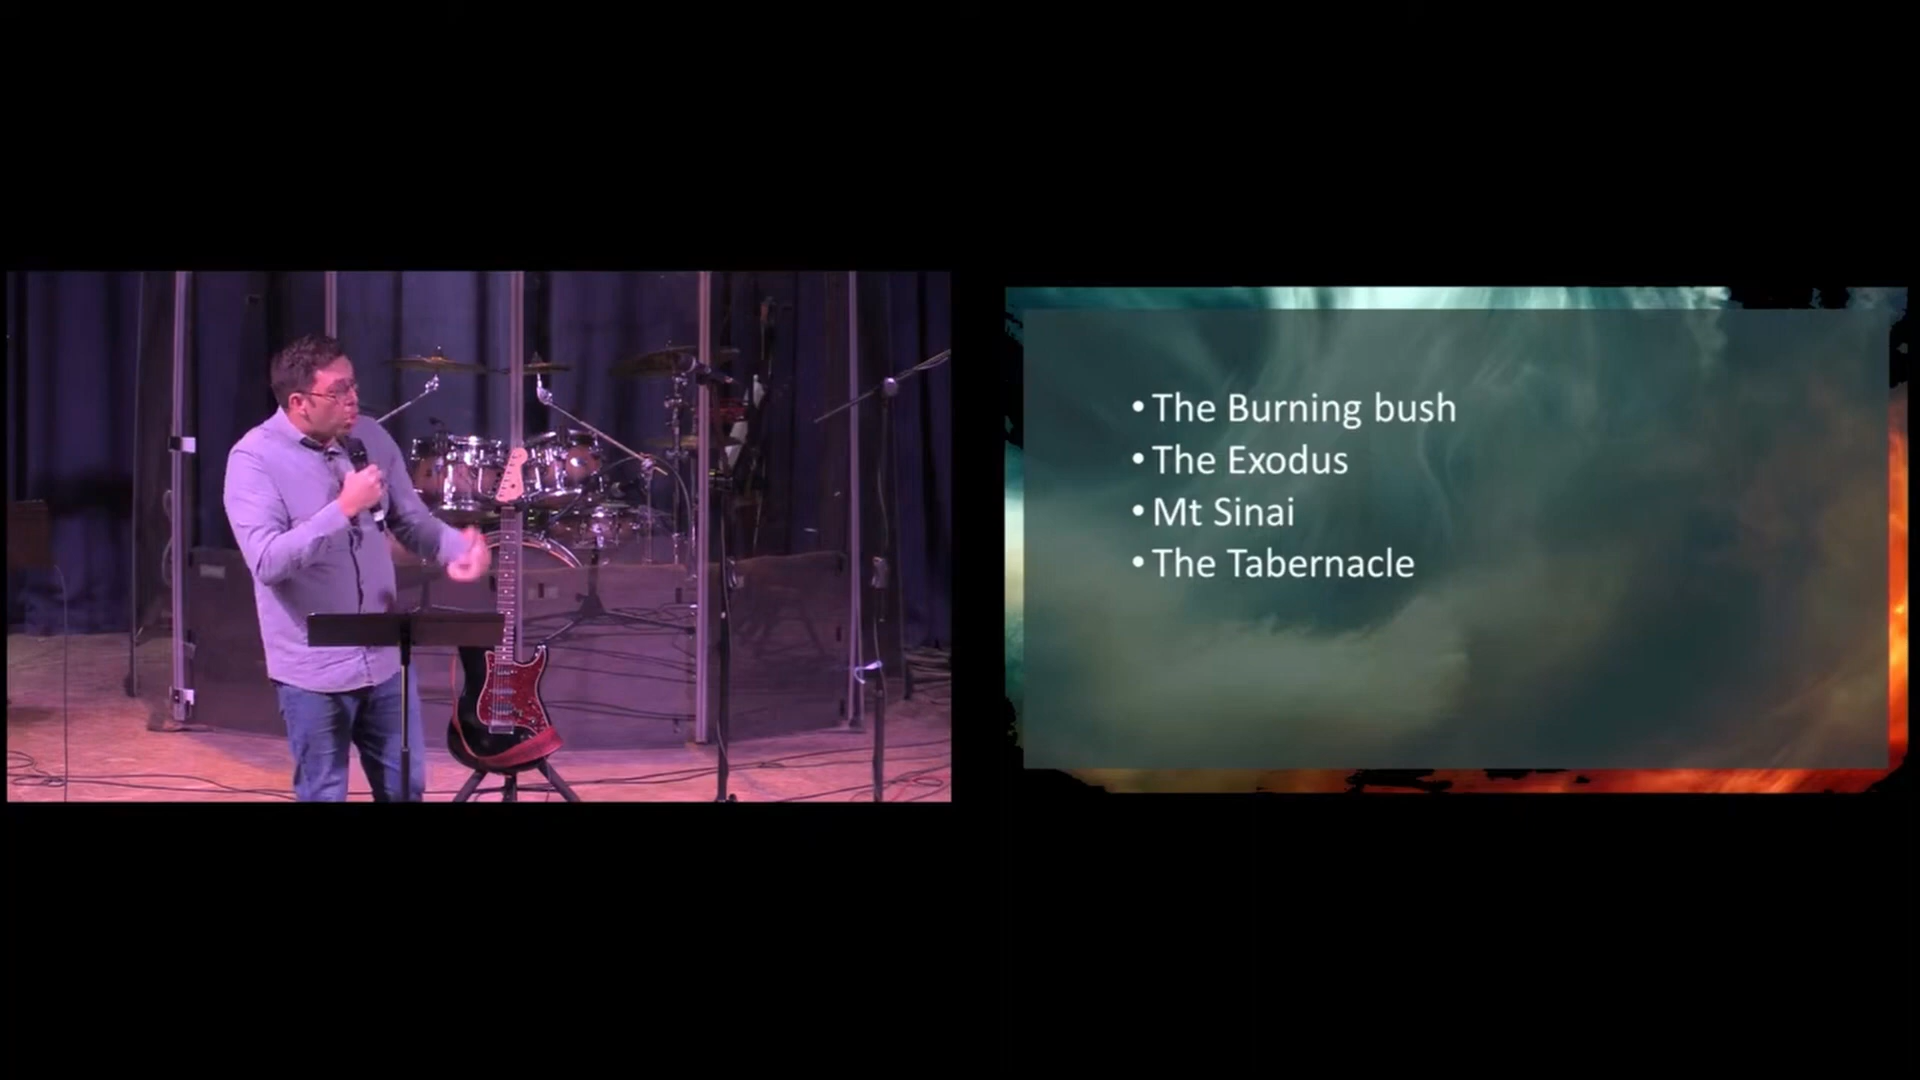 • The Burning bush
• The Exodus
• Mt Sinai
• The Tabernacle